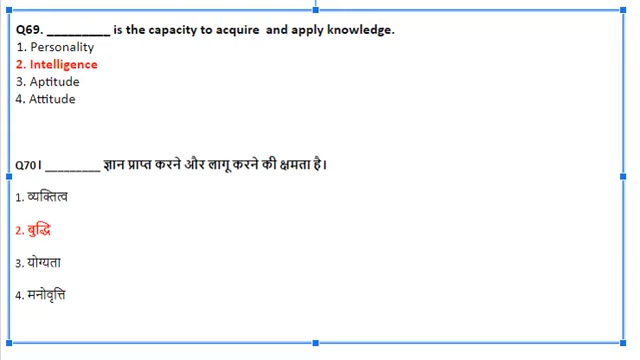 Q69. _________ is the capacity to acquire  and apply knowledge.
1. Personality
2. Intelligence
3. Aptitude
4. Attitude
Q70। _________ ज्ञान प्राप्त करने और लागू करने की क्षमता है।
1. व्यक्तित्व
2. बुद्धि
3. योग्यता
4. मनोवृत्ति